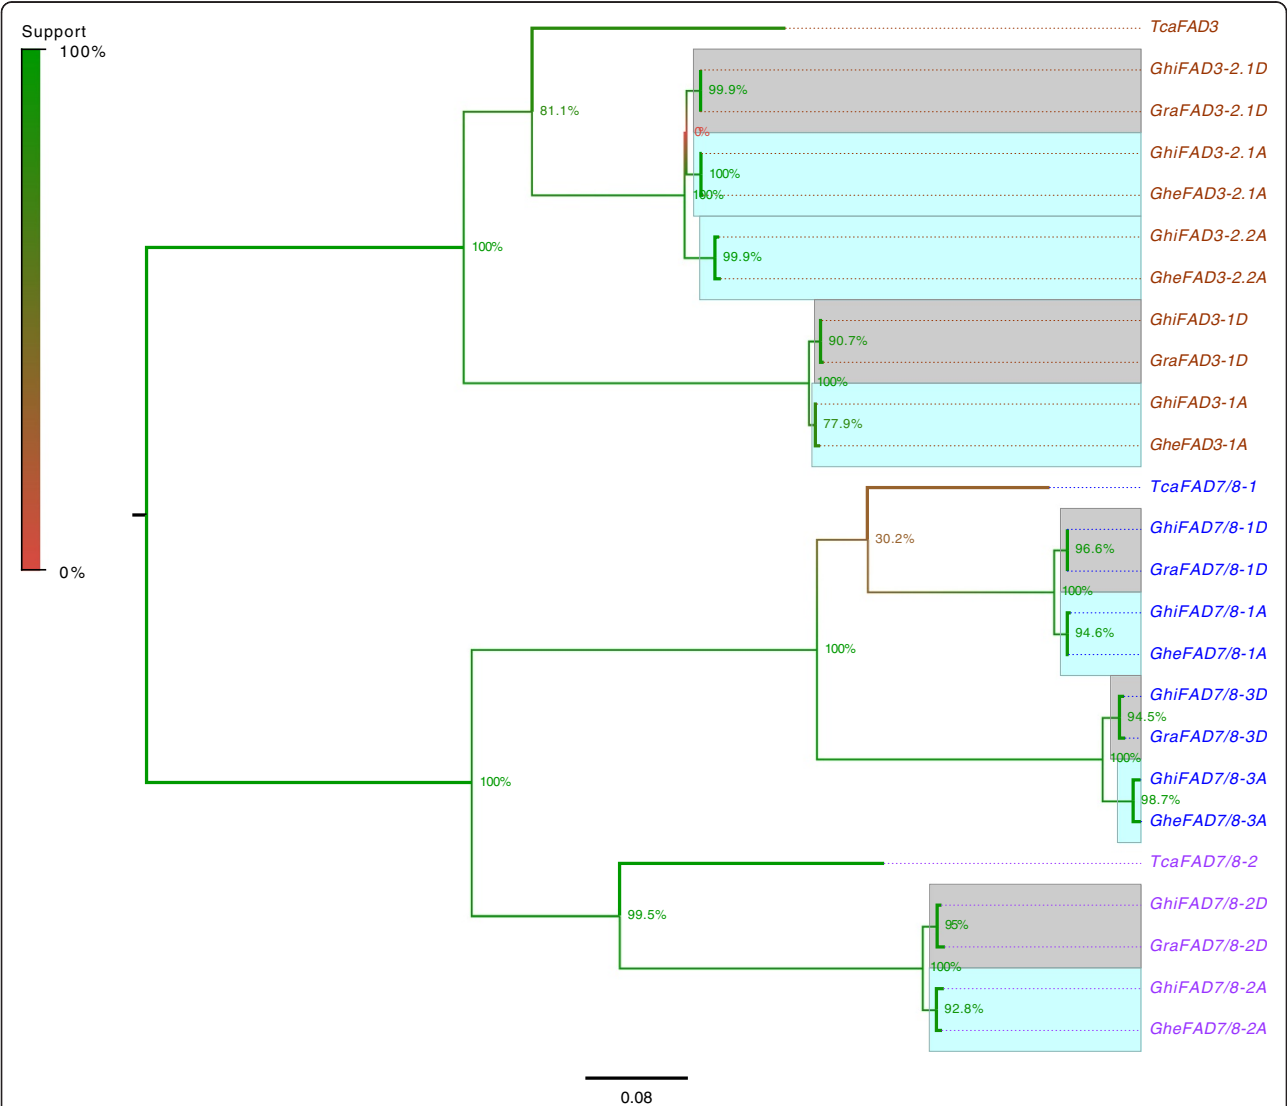 Support
100%
0%
TcaFAD3
GhiFAD3-2.1D
99.9%
GraFAD3-2.1D
81.1%
0%
GhiFAD3-2.1A
100%
GheFAD3-2.1A
100%
GhiFAD3-2.2A
99.9%
GheFAD3-2.2A
100%
GhiFAD3-1D
90.7%
GraFAD3-1D
100%
GhiFAD3-1A
77.9%
GheFAD3-1A
TcaFAD7/8-1
GhiFAD7/8-1D
30.2%
96.6%
GraFAD7/8-1D
100%
GhiFAD7/8-1A
94.6%
GheFAD7/8-1A
100%
GhiFAD7/8-3D
94.5%
GraFAD7/8-3D
100%
GhiFAD7/8-3A
100%
98.7%
GheFAD7/8-3A
TcaFAD7/8-2
GhiFAD7/8-2D
99.5%
95%
GraFAD7/8-2D
100%
GhiFAD7/8-2A
92.8%
GheFAD7/8-2A
0.08